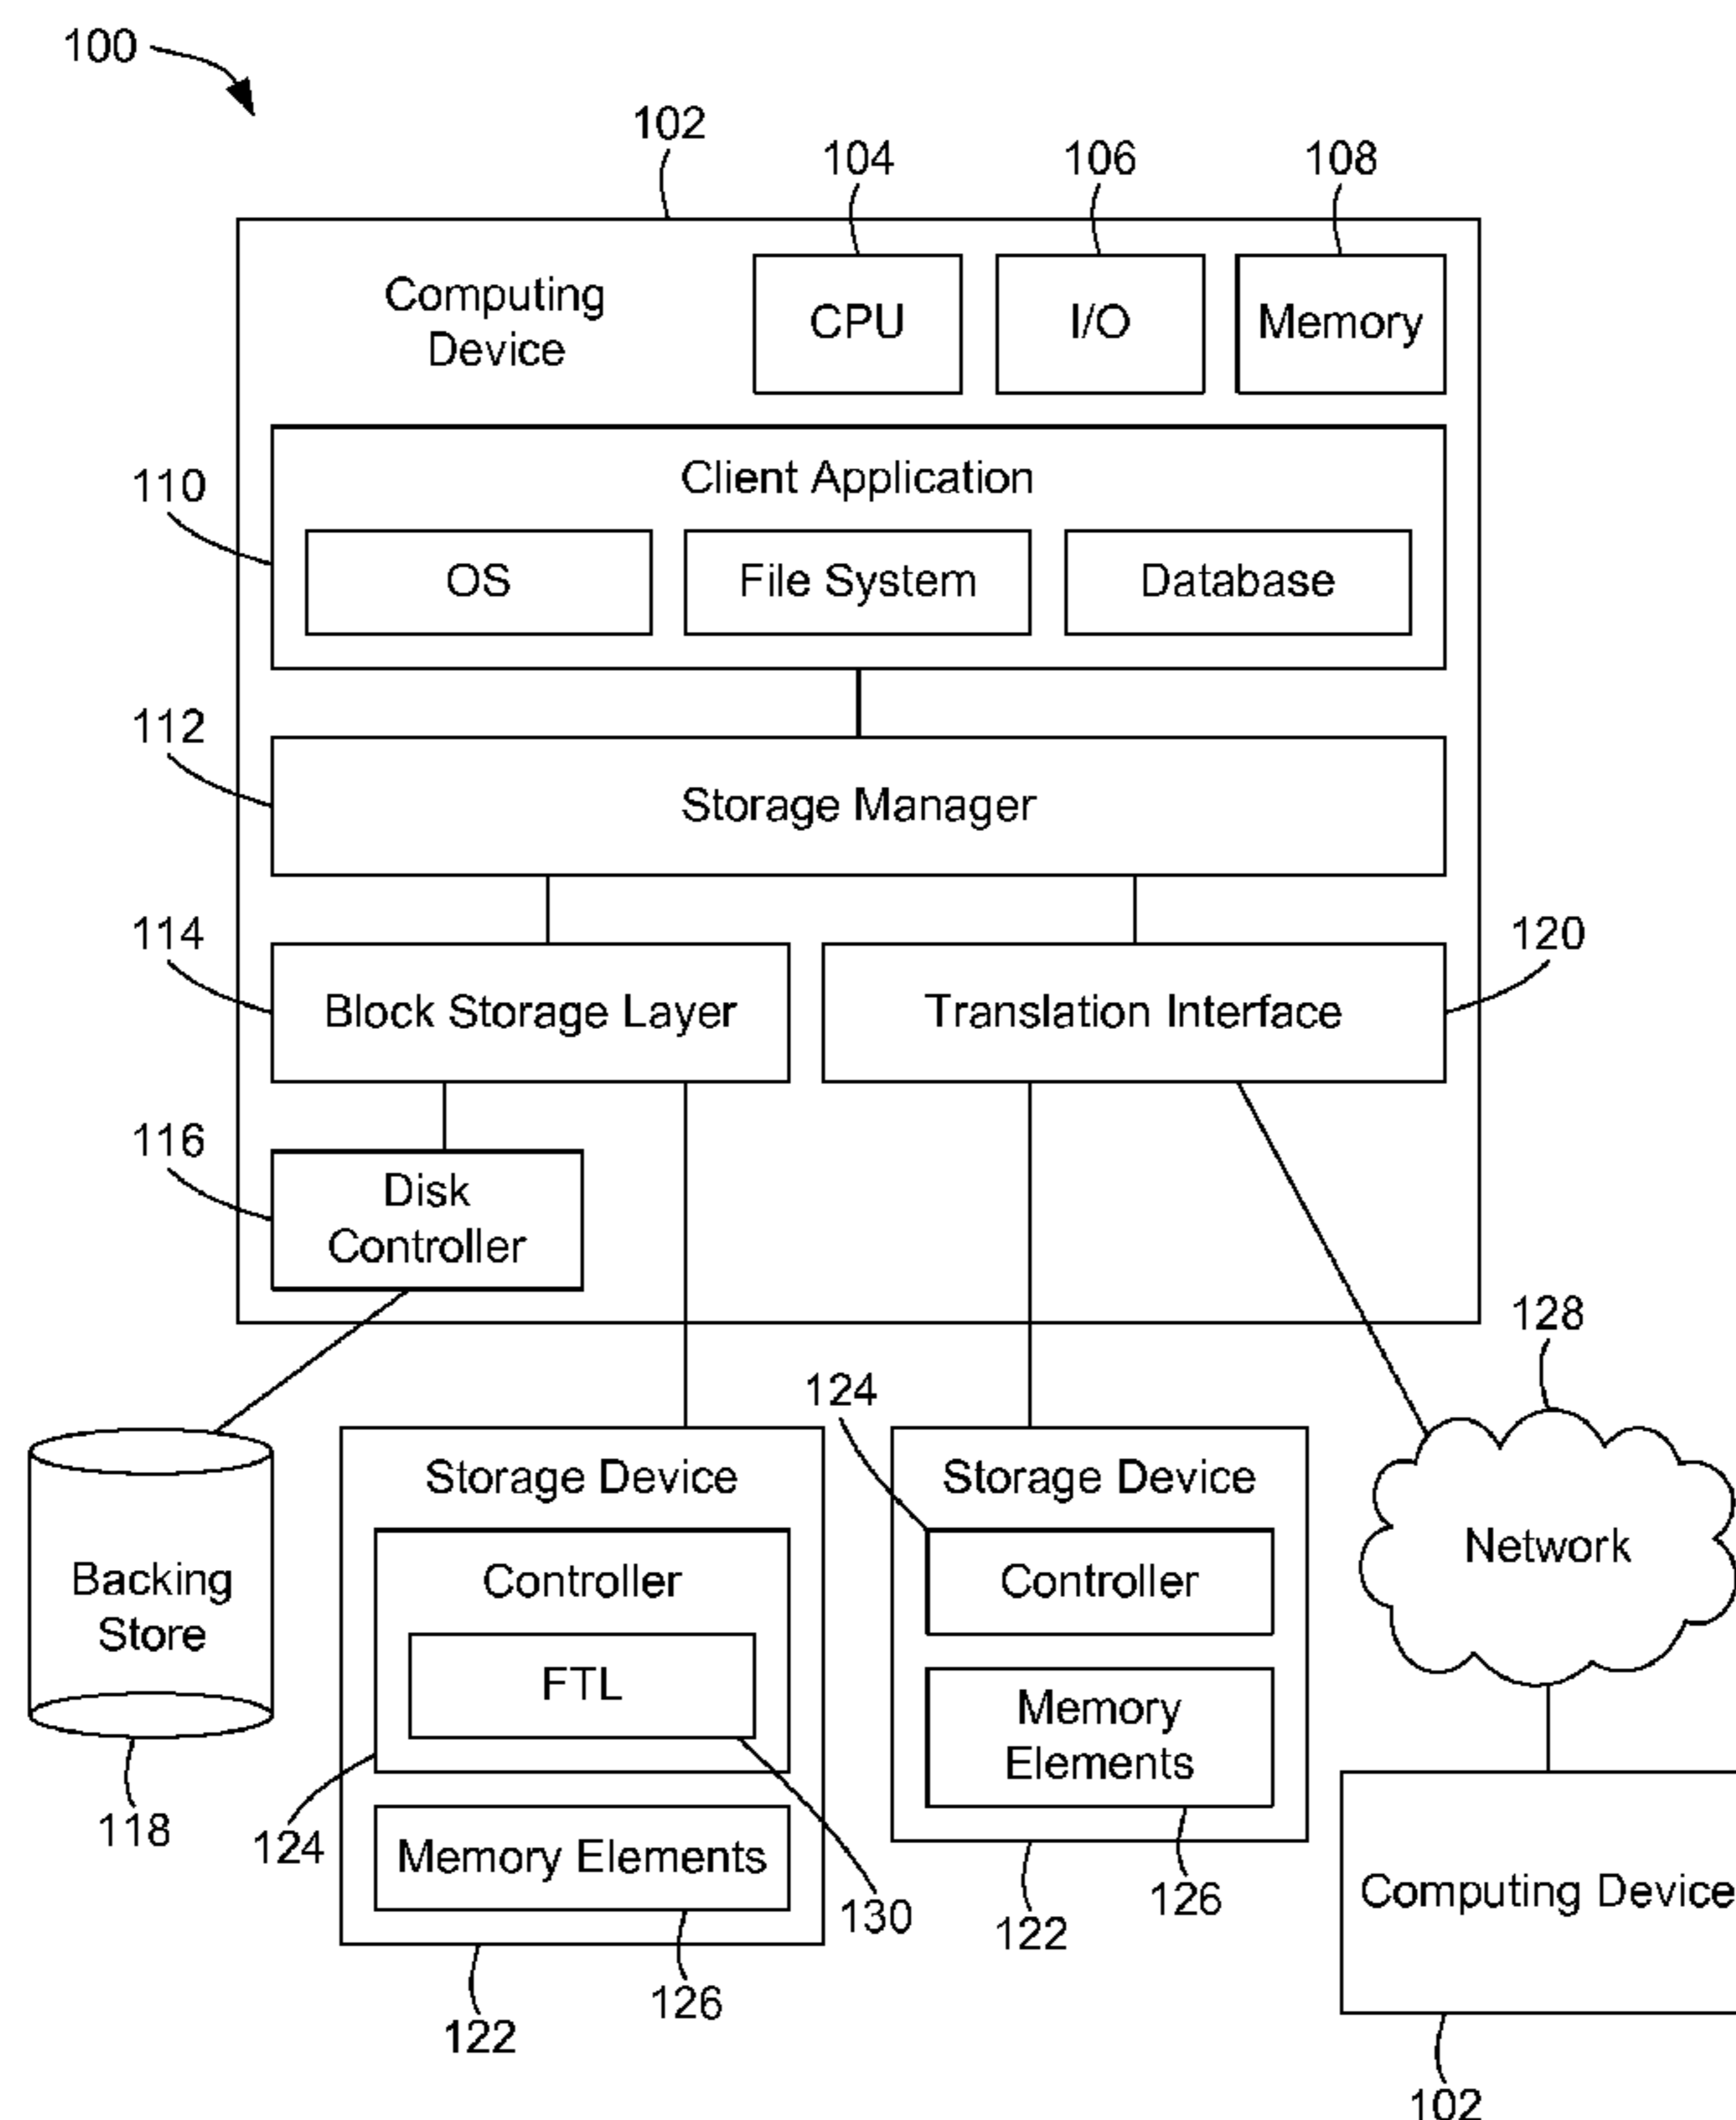 100
102
104
106
108
Computing
Device
CPU
I/O
Memory
110
Client Application
OS
File System
Database
112
Storage Manager
114
120
Block Storage Layer
Translation Interface
116
Disk
Controller
128
124
Storage Device
Storage Device
Network
Backing
Store
Controller
Controller
FTL
Memory
Elements
118
124
Memory Elements
130
126
122
Computing Device
126
122
102